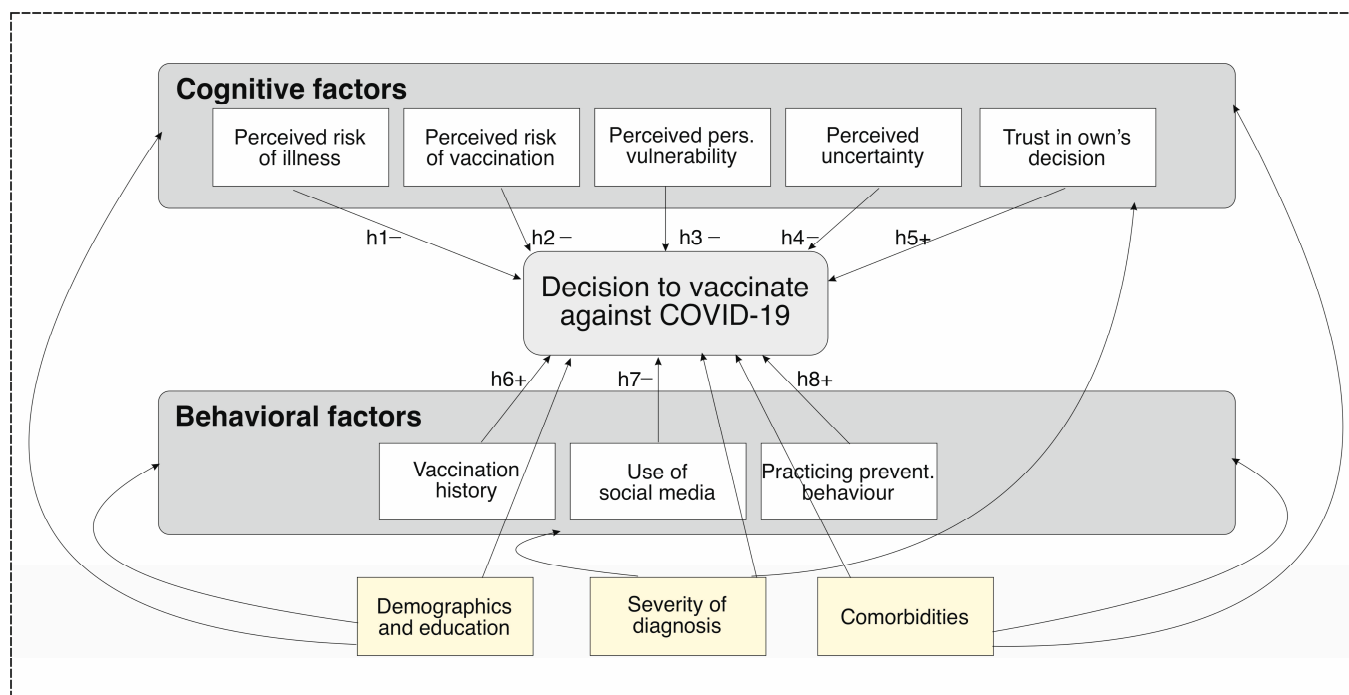 Cognitive factors
Perceived risk
of illness
Perceived risk
of vaccination
Perceived pers.
vulnerability
Perceived
uncertainty
Trust in own's
decision
h1–
h2 –
h3 –
h4–
h5+
Decision to vaccinate
against COVID-19
h6+
h7–
h8+
Behavioral factors
Vaccination
history
Use of
social media
Practicing prevent.
behaviour
Demographics
and education
Severity of
diagnosis
Comorbidities